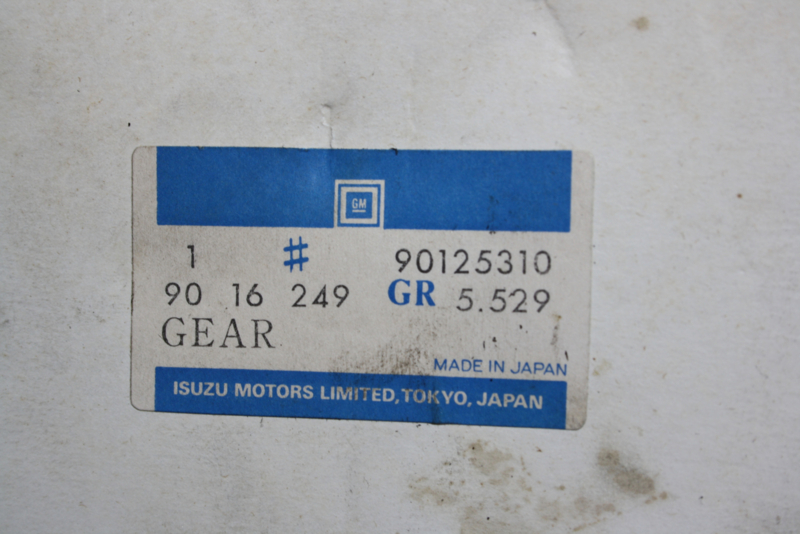 GM
1 # 90125310
90 16 249 GR 5.529
GEAR
MADE IN JAPAN
ISUZU MOTORS LIMITED, TOKYO, JAPAN